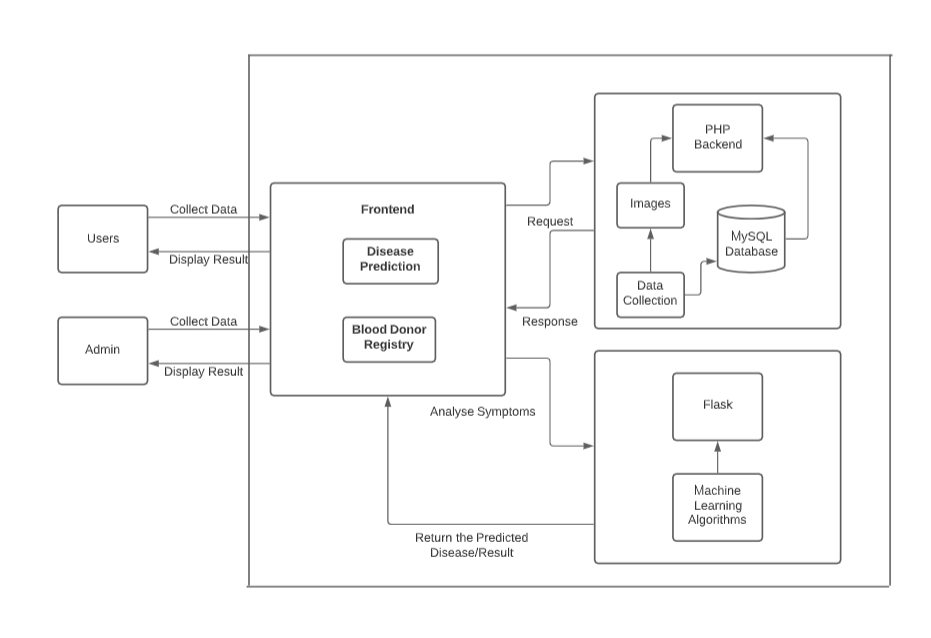 Users
Collect Data
Display Result
Admin
Collect Data
Display Result
Frontend
Disease
Prediction
Blood Donor
Registry
Request
Response
Analyse Symptoms
Return the Predicted
Disease/Result
PHP
Backend
Images
MySQL
Database
Data
Collection
Flask
Machine
Learning
Algorithms